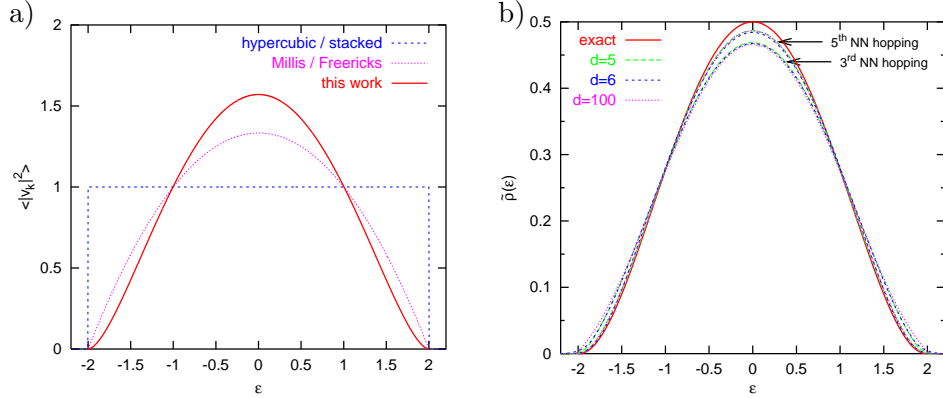 a)
hypercubic / stacked
Millis / Freericks
this work
2
1.5
1
0.5
0
<|v_k|^2>
-2 -1.5 -1 -0.5 0 0.5 1 1.5 2
ε
b)
exact
d=5
d=6
d=100
5th NN hopping
3rd NN hopping
0.5
0.4
0.3
0.2
0.1
0
ρ̃(ε)
-2 -1.5 -1 -0.5 0 0.5 1 1.5 2
ε